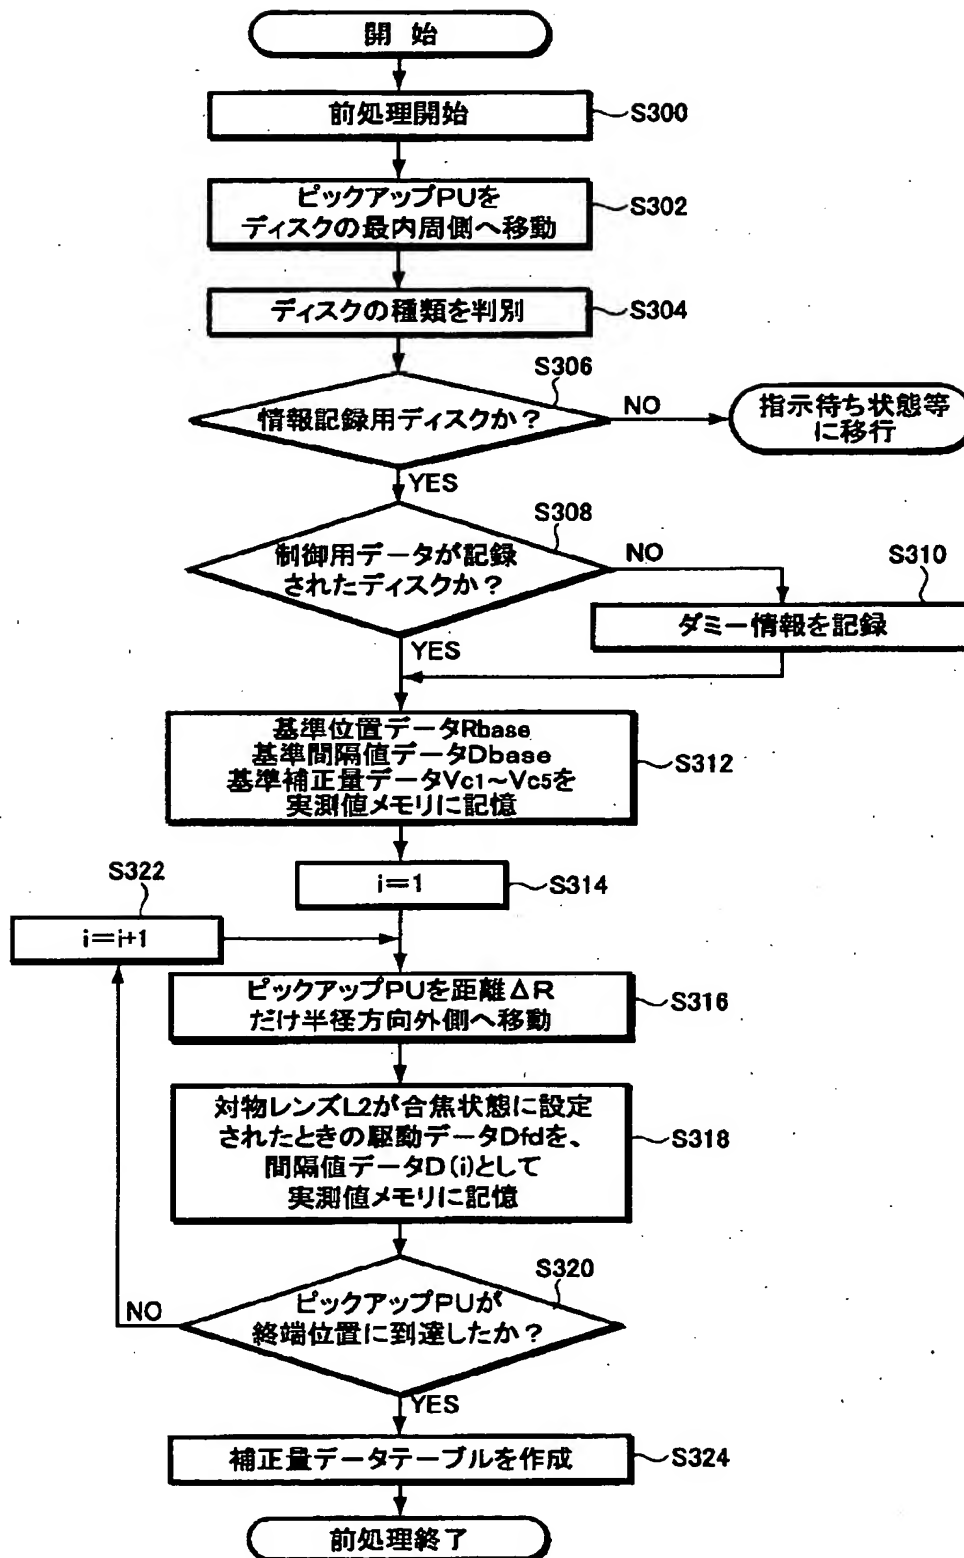 開 始
前処理開始
S300
ピックアップPUを
ディスクの最内周側へ移動
S302
ディスクの種類を判別
S304
S306
情報記録用ディスクか？
NO
指示待ち状態等
に移行
YES
S308
制御用データが記録
されたディスクか？
NO
S310
ダミー情報を記録
YES
基準位置データRbase
基準間隔値データDbase
基準補正量データVc1～Vc5を
実測値メモリに記憶
S312
i＝1
S314
S322
i＝i+1
ピックアップPUを距離ΔR
だけ半径方向外側へ移動
S316
対物レンズL2が合焦状態に設定
されたときの駆動データDfdを、
間隔値データD(i)として
実測値メモリに記憶
S318
S320
ピックアップPUが
終端位置に到達したか？
NO
YES
補正量データテーブルを作成
S324
前処理終了